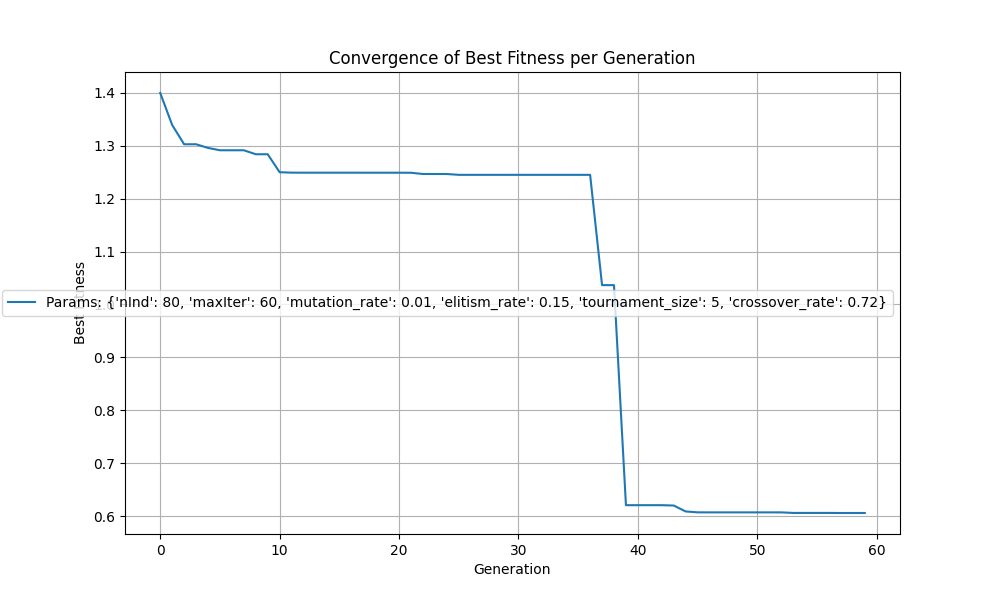 Convergence of Best Fitness per Generation
1.4
1.3
1.2
1.1
0.9
0.8
0.7
0.6
Best
Params: {'nInd': 80, 'maxIter': 60, 'mutation_rate': 0.01, 'elitism_rate': 0.15, 'tournament_size': 5, 'crossover_rate': 0.72}
0 10 20 30 40 50 60
Generation